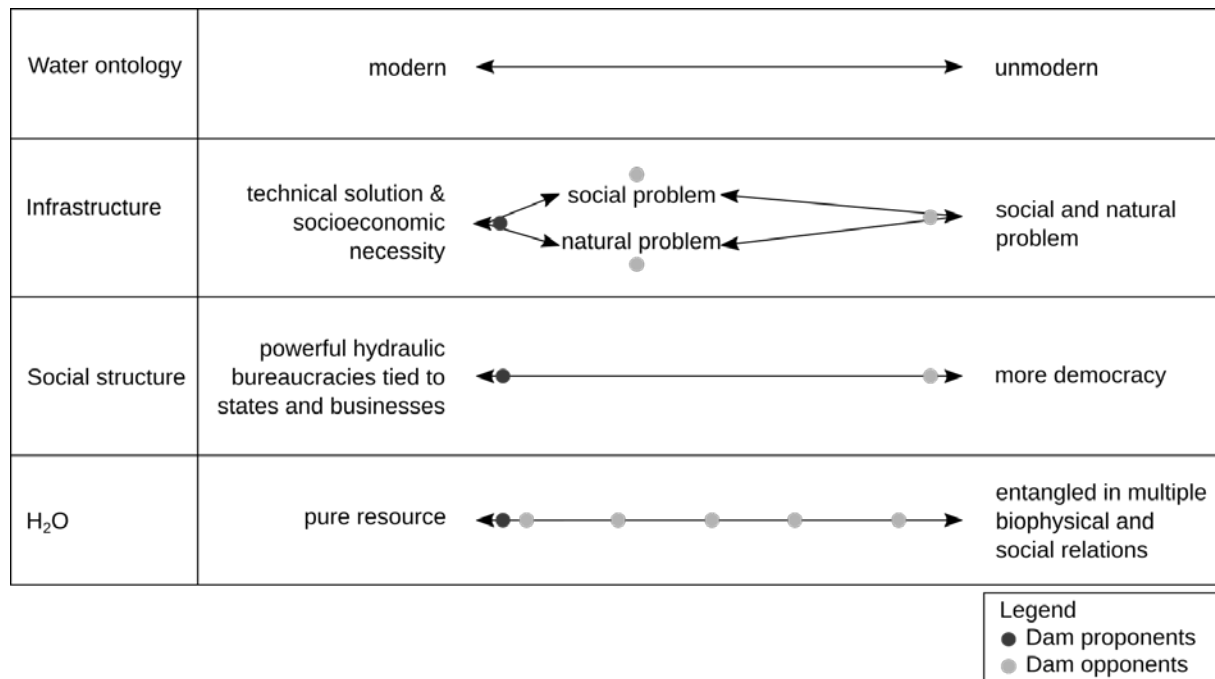 Water ontology
modern
unmodern
Infrastructure
technical solution &
socioeconomic
necessity
social problem
natural problem
social and natural
problem
Social structure
powerful hydraulic
bureaucracies tied to
states and businesses
more democracy
H₂O
pure resource
entangled in multiple
biophysical and
social relations
Legend
Dam proponents
Dam opponents